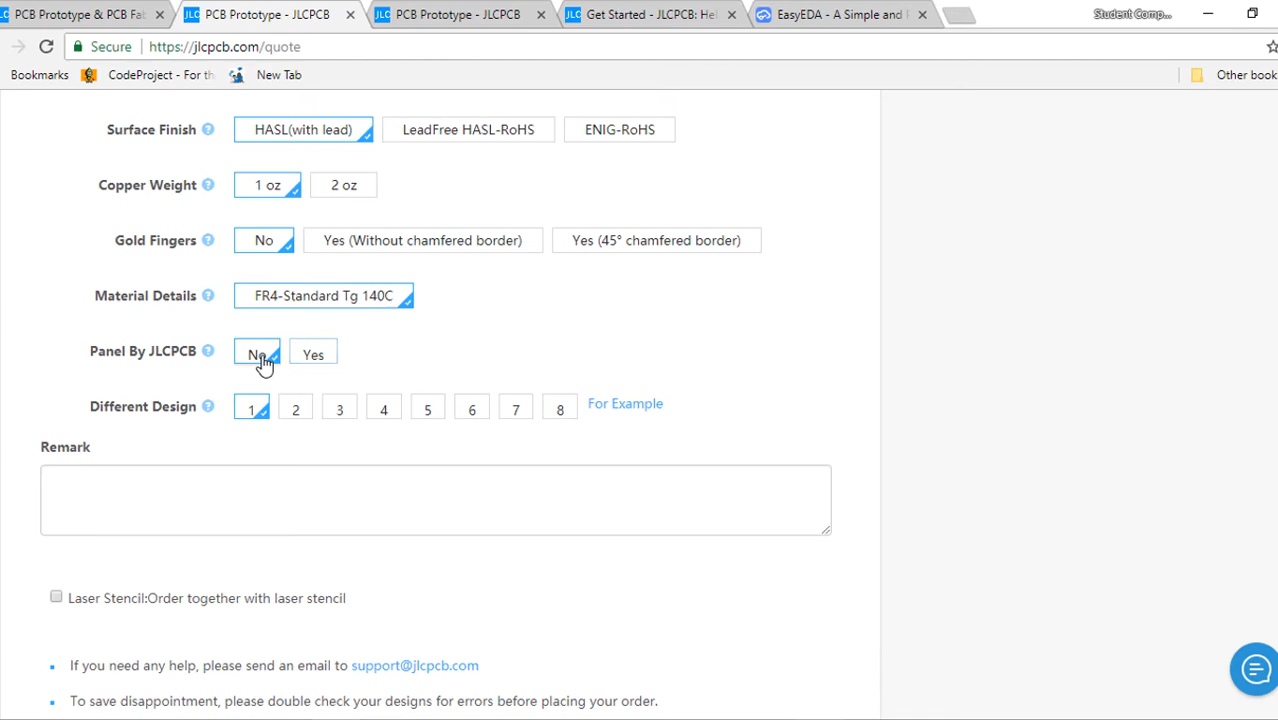 PCB Prototype & PCB Fab
PCB Prototype - JLCPCB
JLC PCB Prototype - JLCPCB
JLC Get Started - JLCPCB: Hel
EasyEDA - A Simple and P
Student Comp...
Secure https://jlcpcb.com/quote
Bookmarks CodeProject - For th New Tab Other book
Surface Finish ? HASL(with lead) LeadFree HASL-RoHS ENIG-RoHS
Copper Weight ? 1 oz 2 oz
Gold Fingers ? No Yes (Without chamfered border) Yes (45° chamfered border)
Material Details ? FR4-Standard Tg 140C
Panel By JLCPCB ? No Yes
Different Design ? 1 2 3 4 5 6 7 8 For Example
Remark
Laser Stencil:Order together with laser stencil
If you need any help, please send an email to support@jlcpcb.com
To save disappointment, please double check your designs for errors before placing your order.